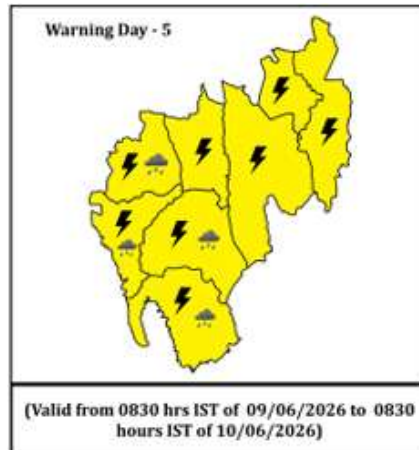 Warning Day - 5
(Valid from 0830 hrs IST of 09/06/2026 to 0830
hours IST of 10/06/2026)